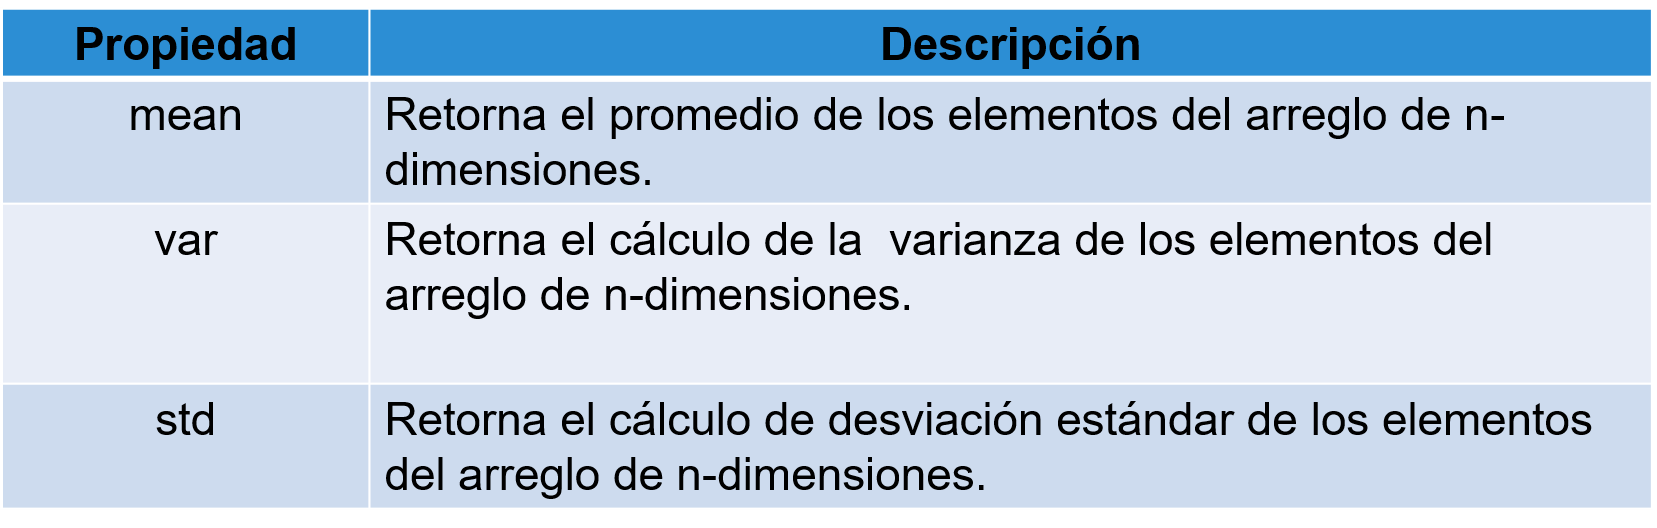 Propiedad Descripción
mean Retorna el promedio de los elementos del arreglo de n-
dimensiones.
var Retorna el cálculo de la  varianza de los elementos del
arreglo de n-dimensiones.
std Retorna el cálculo de desviación estándar de los elementos
del arreglo de n-dimensiones.